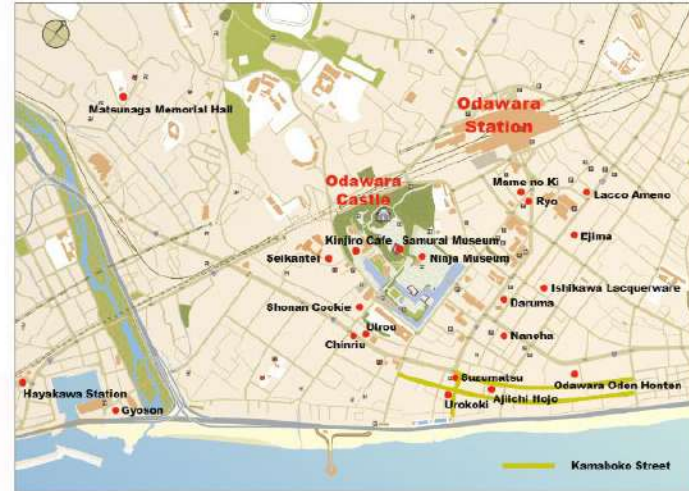 Matsunaga Memorial Hall
Odawara
Station
Odawara
Castle
Mame no Ki
Lacco Ameno
Ryo
Ejima
Kinjiro Cafe
Samurai Museum
Seikantei
Ninja Museum
Ishikawa Lacquerware
Shonan Cookie
Daruma
Uirou
Chinriu
Naneha
Suzumatsu
Odawara Oden Honten
Hayakawa Station
Ajiichi Hojo
Urokoki
Gyoson
Kamaboko Street